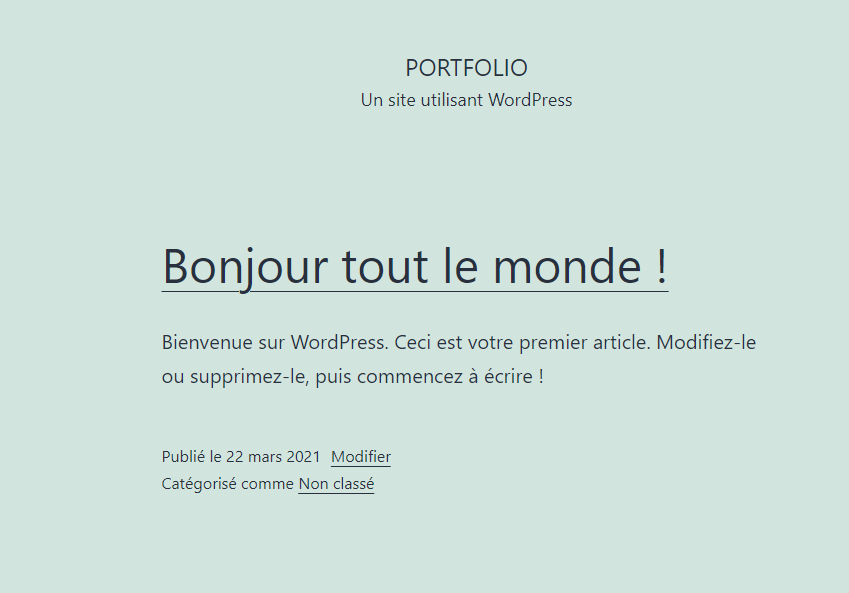 PORTFOLIO
Un site utilisant WordPress
Bonjour tout le monde !
Bienvenue sur WordPress. Ceci est votre premier article. Modifiez-le
ou supprimez-le, puis commencez à écrire !
Publié le 22 mars 2021 Modifier
Catégorisé comme Non classé